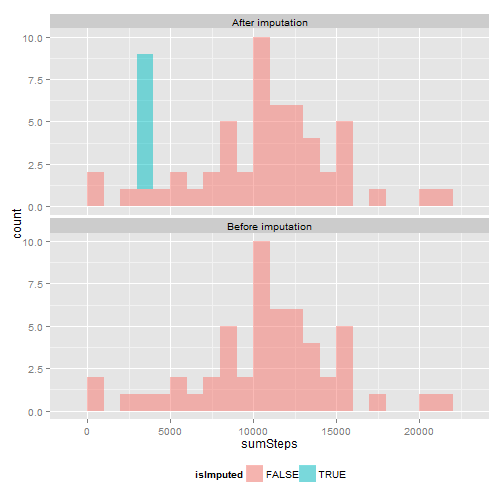 After imputation
10.0
7.5
5.0
2.5
0.0
count
Before imputation
10.0
7.5
5.0
2.5
0.0
0 5000 10000 15000 20000
sumSteps
isImputed FALSE TRUE